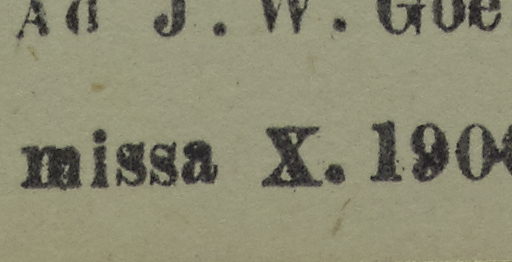 Ad J. W. Goe
missa X. 190